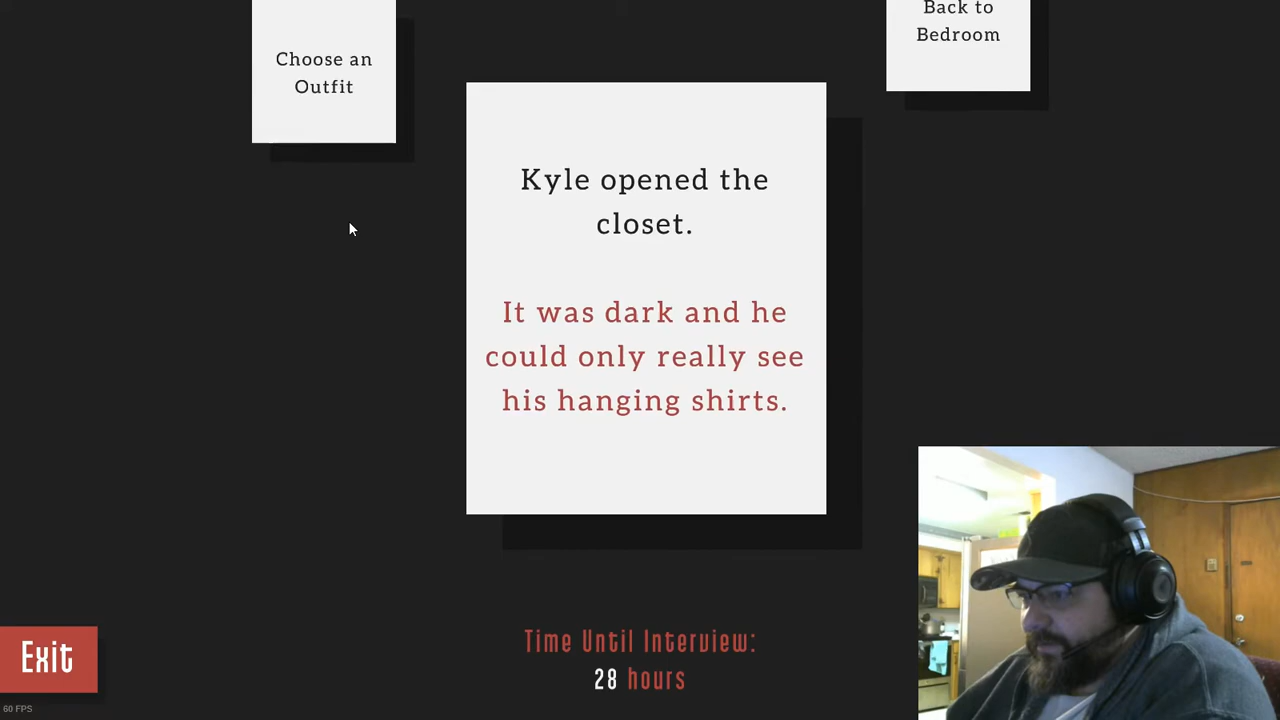 Choose an
Outfit
Back to
Bedroom
Kyle opened the
closet.
It was dark and he
could only really see
his hanging shirts.
Exit
Time Until Interview:
28 hours
60 FPS